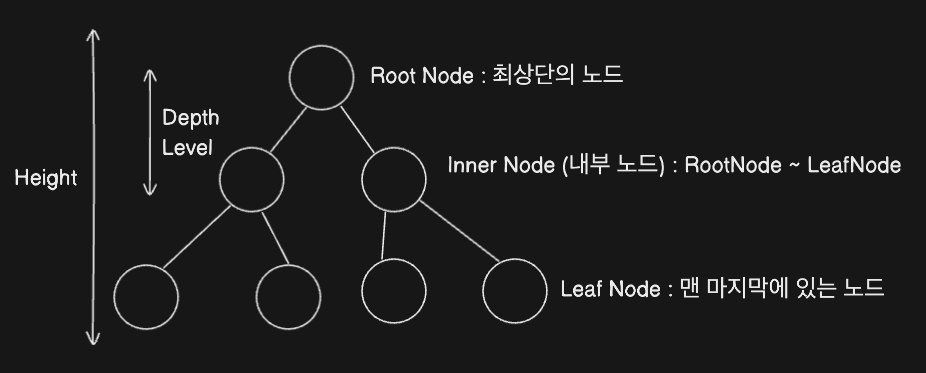 Root Node : 최상단의 노드
Depth
Level
Inner Node (내부 노드) : RootNode ~ LeafNode
Height
Leaf Node : 맨 마지막에 있는 노드